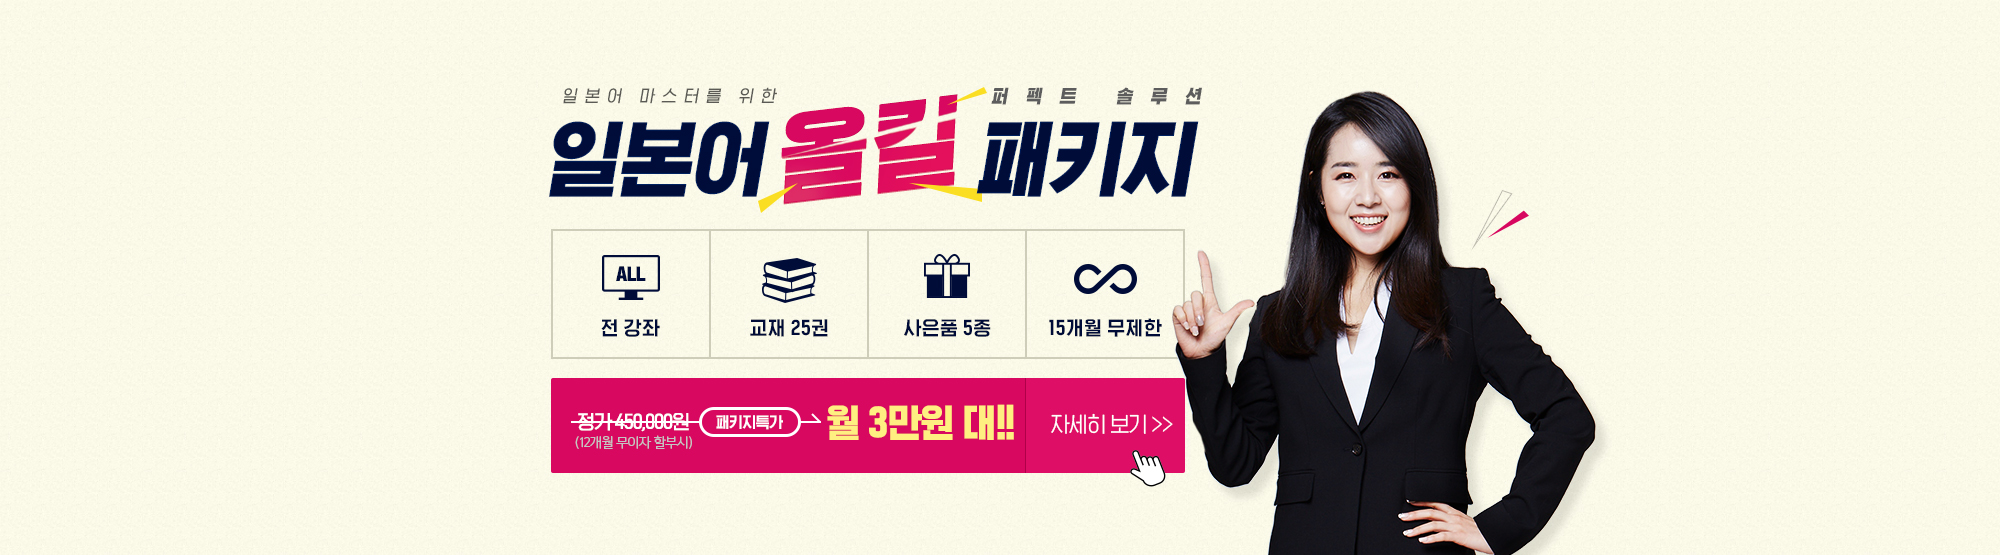 일본어 마스터를 위한 퍼펙트 솔루션
일본어 올킬 패키지
ALL
전 강좌
교재 25권
사은품 5종
15개월 무제한
정가 450,000원 패키지특가 월 3만원 대!!
(12개월 무이자 할부시)
자세히 보기 >>